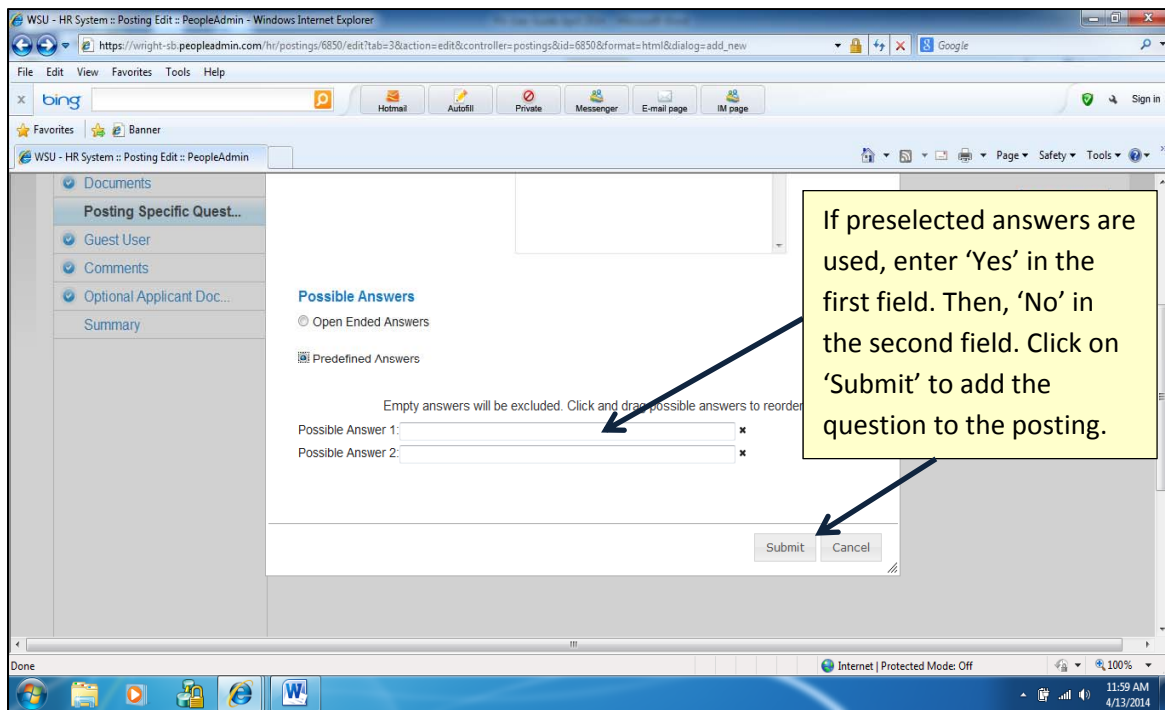 WSU - HR System :: Posting Edit :: PeopleAdmin - Windows Internet Explorer
https://wright-sb.peopleadmin.com/hr/postings/6850/edit?tab=3&action=edit&controller=postings&id=6850&format=html&dialog=add_new
Google
File Edit View Favorites Tools Help
x bing Hotmail Autofill Private Messenger E-mail page IM page Sign in
Favorites Banner
WSU - HR System :: Posting Edit :: PeopleAdmin Page Safety Tools
Documents
Posting Specific Quest...
Guest User
Comments
Optional Applicant Doc...
Summary
Possible Answers
Open Ended Answers
Predefined Answers
Empty answers will be excluded. Click and drag possible answers to reorder
Possible Answer 1:
Possible Answer 2:
Submit Cancel
If preselected answers are
used, enter ‘Yes’ in the
first field. Then, ‘No’ in
the second field. Click on
‘Submit’ to add the
question to the posting.
Done Internet | Protected Mode: Off 100%
11:59 AM
4/13/2014